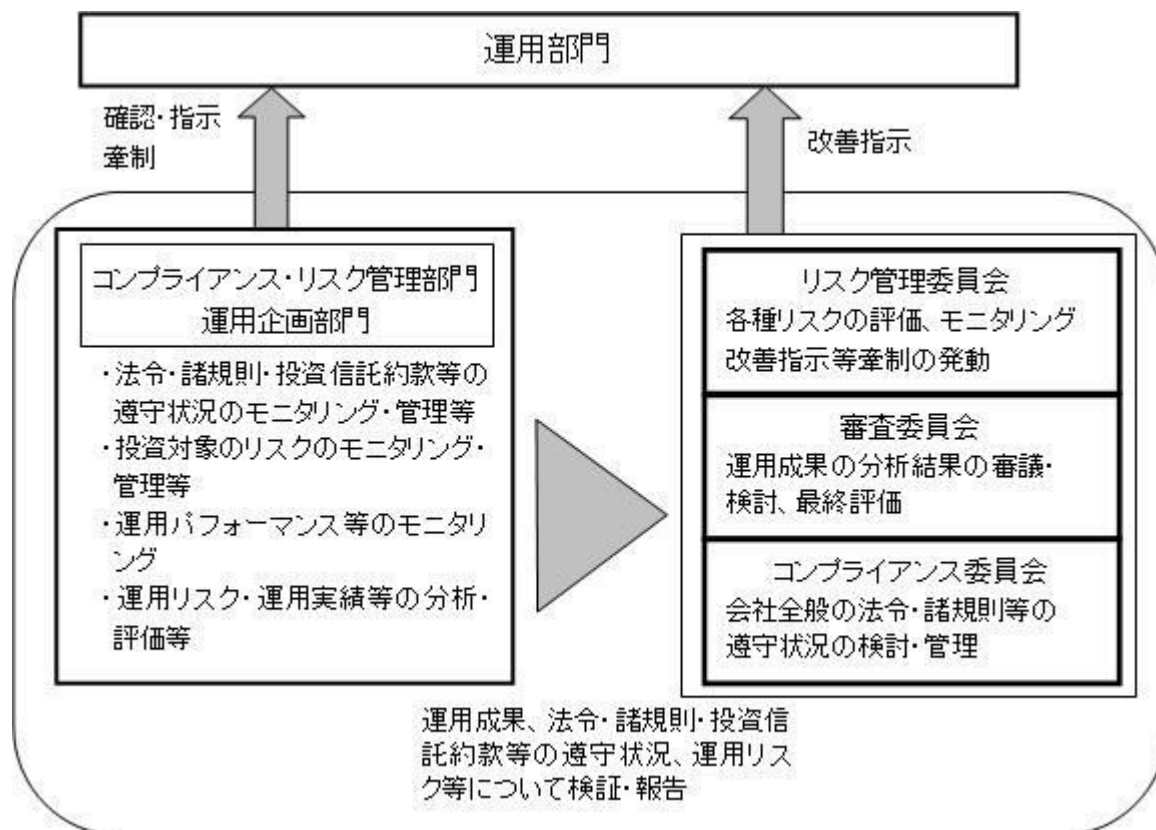 運用部門
確認・指示
牽制
改善指示
コンプライアンス・リスク管理部門
運用企画部門
・法令・諸規則・投資信託約款等の
遵守状況のモニタリング・管理等
・投資対象のリスクのモニタリング・
管理等
・運用パフォーマンス等のモニタリ
ング
・運用リスク・運用実績等の分析・
評価等
リスク管理委員会
各種リスクの評価、モニタリング
改善指示等牽制の発動
審査委員会
運用成果の分析結果の審議・
検討、最終評価
コンプライアンス委員会
会社全般の法令・諸規則等の
遵守状況の検討・管理
運用成果、法令・諸規則・投資信
託約款等の遵守状況、運用リス
ク等について検証・報告